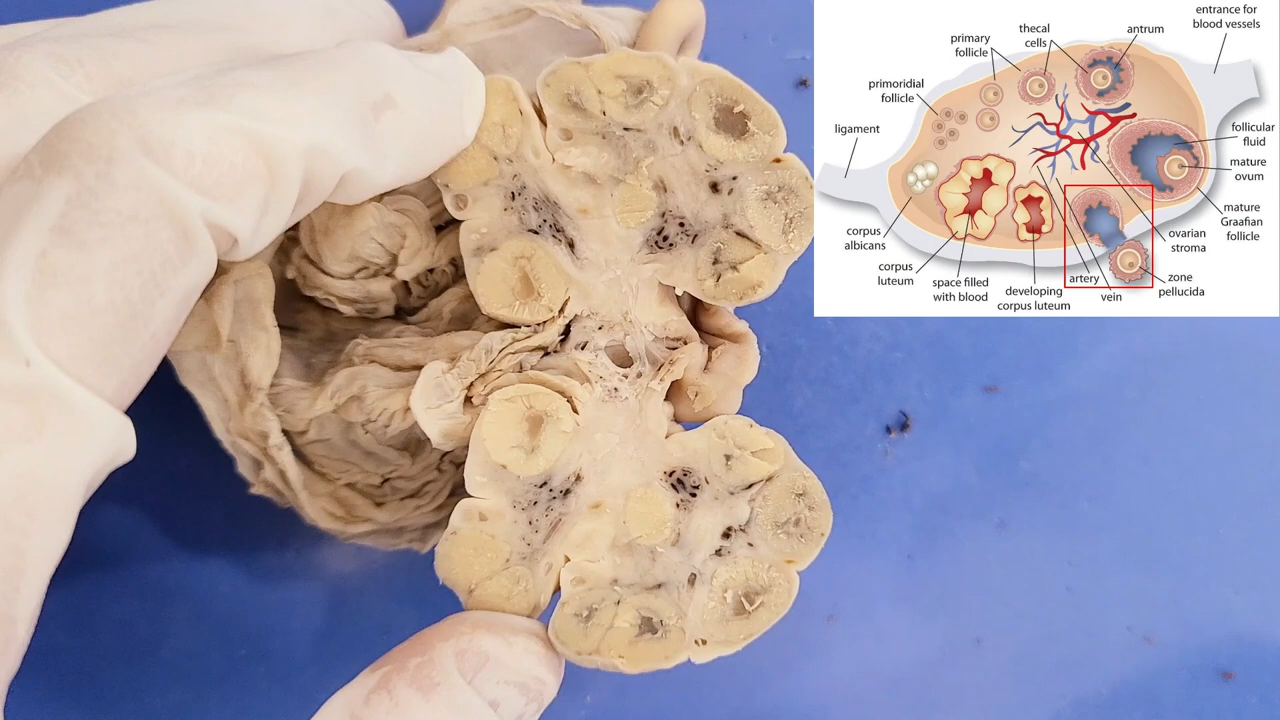 entrance for
blood vessels
thecal
cells
antrum
primary
follicle
primordial
follicle
ligament
follicular
fluid
mature
ovum
mature
Graafian
follicle
ovarian
stroma
zone
pellucida
artery
vein
developing
corpus luteum
space filled
with blood
corpus
luteum
corpus
albicans